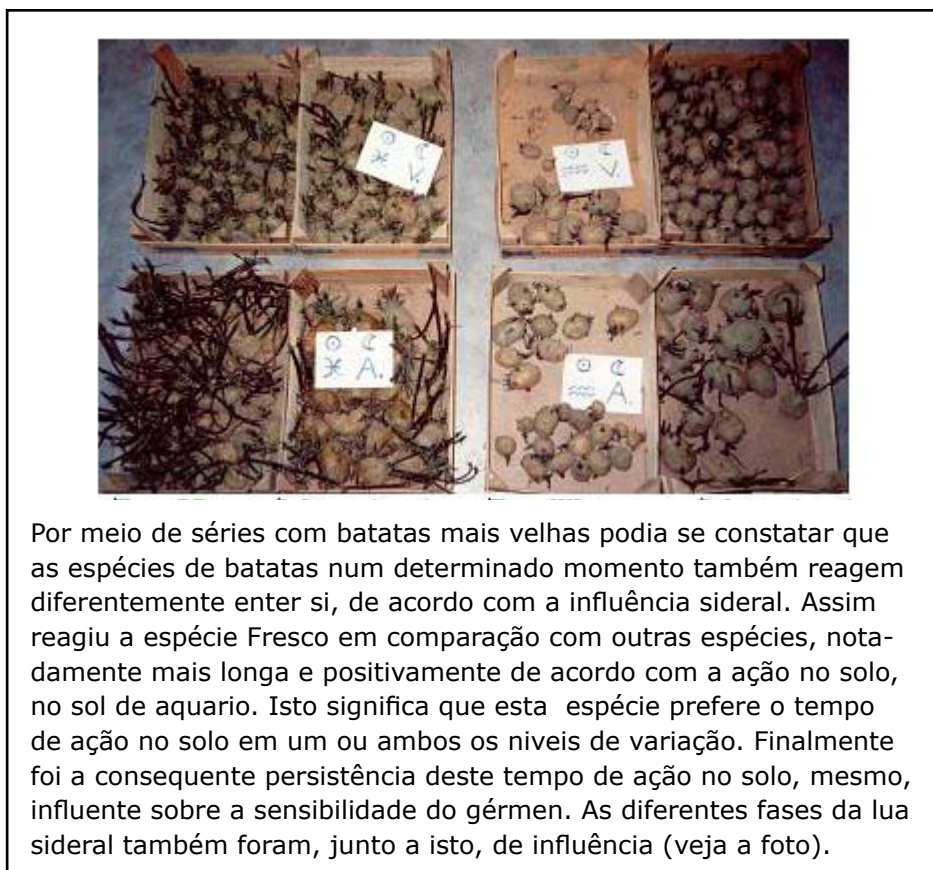 ☉ ☾
♓ V.
☉ ☾
♒ V.
☉ ☾
♓ A.
☉ ☾
♒ A.
Por meio de séries com batatas mais velhas podia se constatar que
as espécies de batatas num determinado momento também reagem
diferentemente enter si, de acordo com a influência sideral. Assim
reagiu a espécie Fresco em comparação com outras espécies, nota-
damente mais longa e positivamente de acordo com a ação no solo,
no sol de aquario. Isto significa que esta  espécie prefere o tempo
de ação no solo em um ou ambos os niveis de variação. Finalmente
foi a consequente persistência deste tempo de ação no solo, mesmo,
influente sobre a sensibilidade do gérmen. As diferentes fases da lua
sideral também foram, junto a isto, de influência (veja a foto).